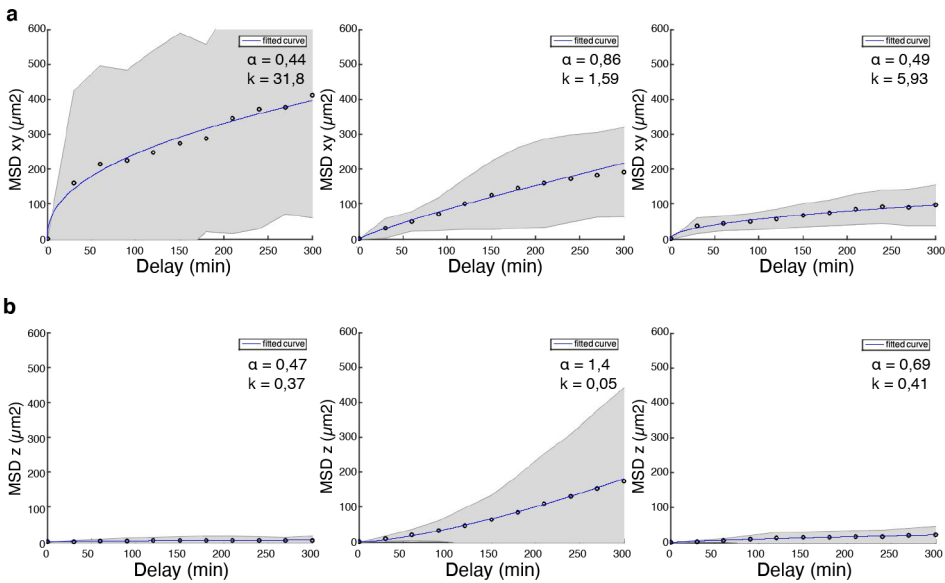 a
600
500
400
300
200
100
0
MSD xy (µm2)
fitted curve
α = 0,44
k = 31,8
0 50 100 150 200 250 300
Delay (min)
600
500
400
300
200
100
0
MSD xy (µm2)
fitted curve
α = 0,86
k = 1,59
0 50 100 150 200 250 300
Delay (min)
600
500
400
300
200
100
0
MSD xy (µm2)
fitted curve
α = 0,49
k = 5,93
0 50 100 150 200 250 300
Delay (min)
b
600
500
400
300
200
100
0
MSD z (µm2)
fitted curve
α = 0,47
k = 0,37
0 50 100 150 200 250 300
Delay (min)
600
500
400
300
200
100
0
MSD z (µm2)
fitted curve
α = 1,4
k = 0,05
0 50 100 150 200 250 300
Delay (min)
600
500
400
300
200
100
0
MSD z (µm2)
fitted curve
α = 0,69
k = 0,41
0 50 100 150 200 250 300
Delay (min)